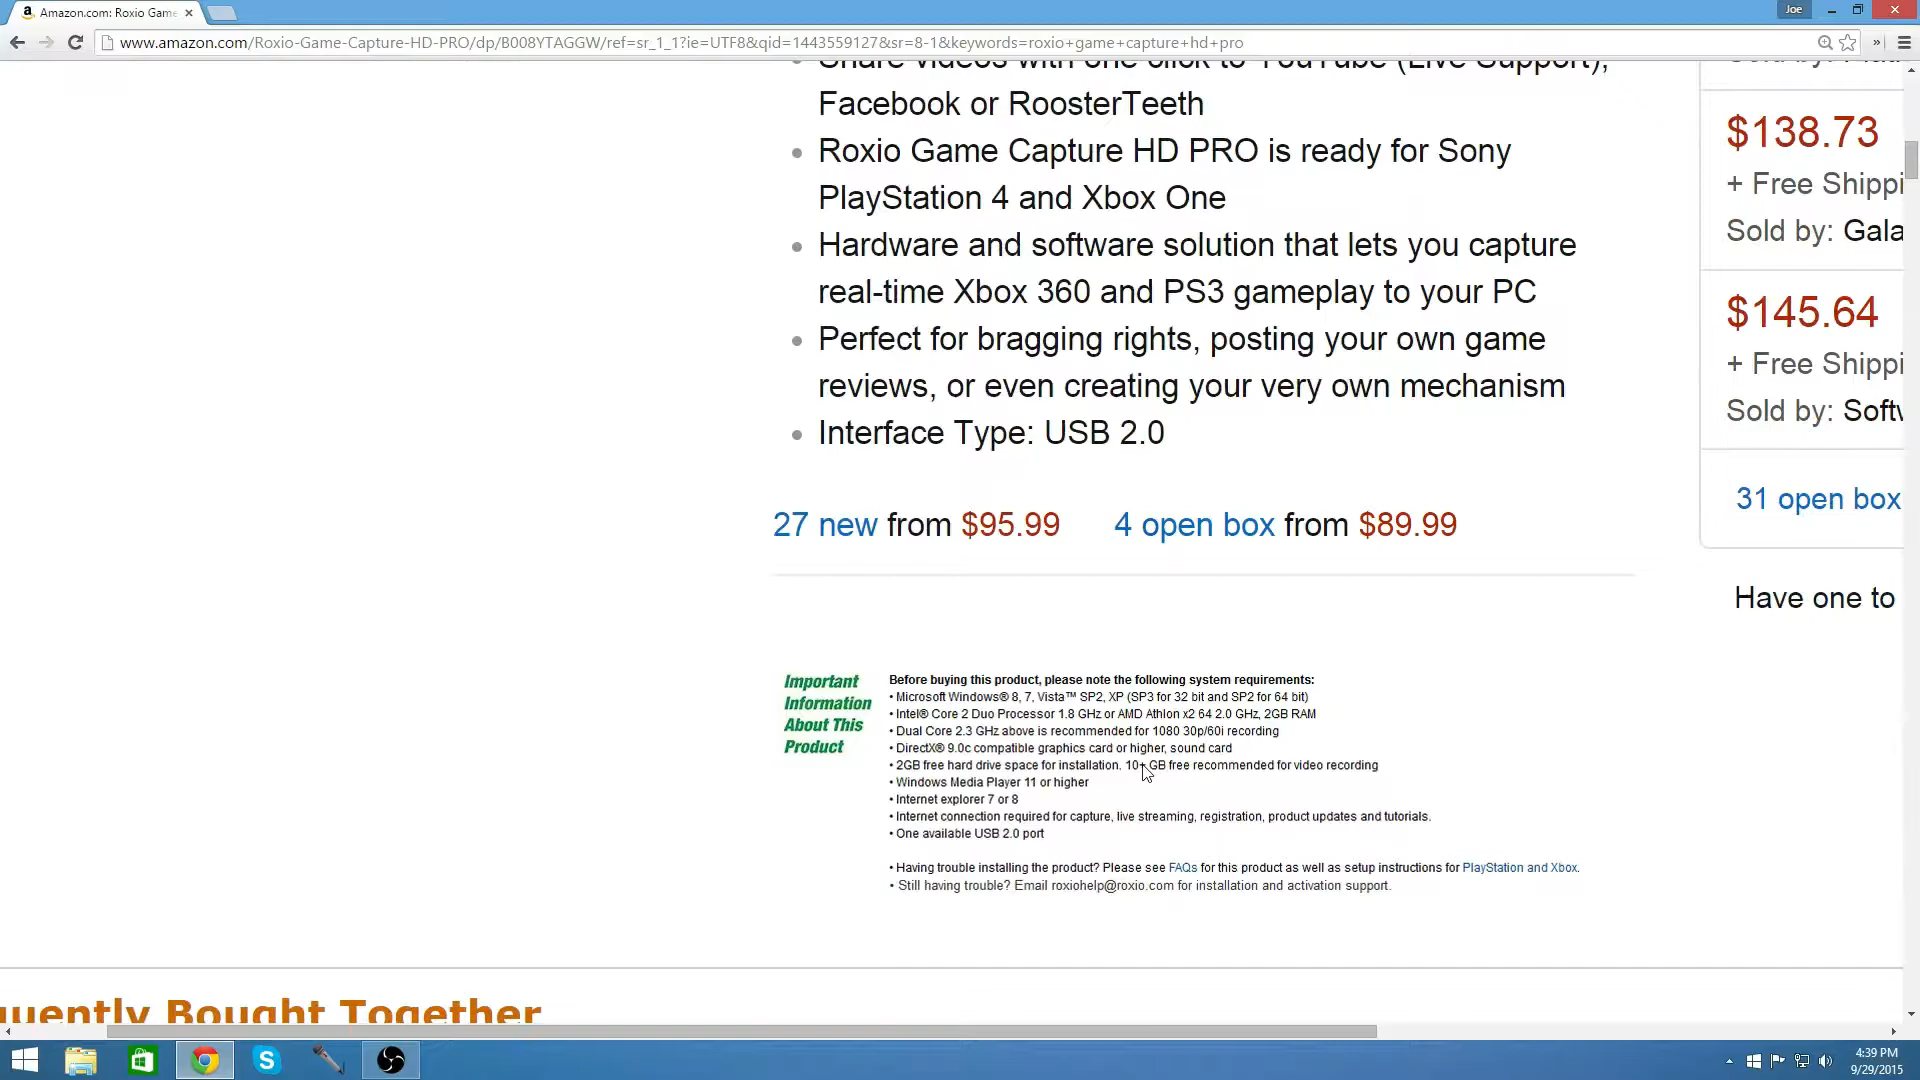 Amazon.com: Roxio Game
Joe
www.amazon.com/Roxio-Game-Capture-HD-PRO/dp/B008YTAGGW/ref=sr_1_1?ie=UTF8&qid=1443559127&sr=8-1&keywords=roxio+game+capture+hd+pro
Share videos with one click to YouTube (Live Support),
Facebook or RoosterTeeth
• Roxio Game Capture HD PRO is ready for Sony
PlayStation 4 and Xbox One
• Hardware and software solution that lets you capture
real-time Xbox 360 and PS3 gameplay to your PC
• Perfect for bragging rights, posting your own game
reviews, or even creating your very own mechanism
• Interface Type: USB 2.0
27 new from $95.99 4 open box from $89.99
Sold by:
$138.73
+ Free Shippi
Sold by: Gala
$145.64
+ Free Shippi
Sold by: Softw
31 open box
Have one to
Important
Information
About This
Product
Before buying this product, please note the following system requirements:
• Microsoft Windows® 8, 7, Vista™ SP2, XP (SP3 for 32 bit and SP2 for 64 bit)
• Intel® Core 2 Duo Processor 1.8 GHz or AMD Athlon x2 64 2.0 GHz, 2GB RAM
• Dual Core 2.3 GHz above is recommended for 1080 30p/60i recording
• DirectX® 9.0c compatible graphics card or higher, sound card
• 2GB free hard drive space for installation, 10+ GB free recommended for video recording
• Windows Media Player 11 or higher
• Internet explorer 7 or 8
• Internet connection required for capture, live streaming, registration, product updates and tutorials.
• One available USB 2.0 port
• Having trouble installing the product? Please see FAQs for this product as well as setup instructions for PlayStation and Xbox.
• Still having trouble? Email roxiohelp@roxio.com for installation and activation support.
quently Bought Together
4:39 PM
9/29/2015